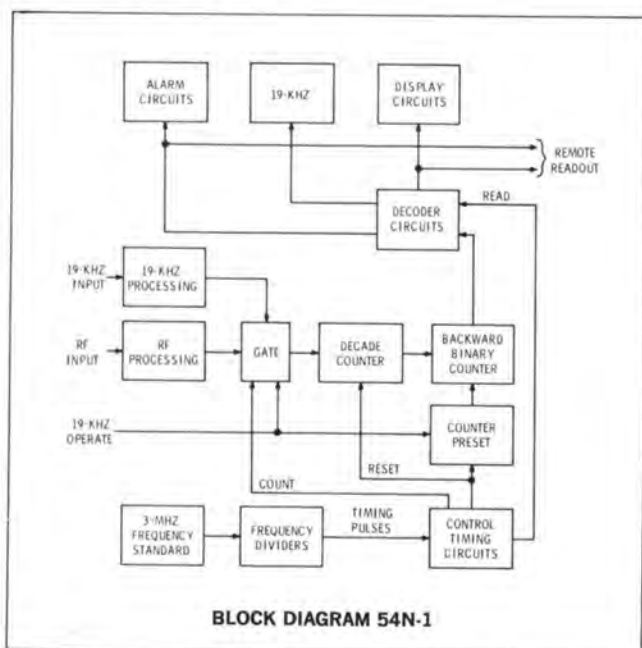 ALARM
CIRCUITS
19-KHZ
DISPLAY
CIRCUITS
REMOTE
READOUT
READ
DECODER
CIRCUITS
19-KHZ
INPUT
19-KHZ
PROCESSING
RF
INPUT
RF
PROCESSING
GATE
DECADE
COUNTER
BACKWARD
BINARY
COUNTER
19-KHZ
OPERATE
COUNTER
PRESET
RESET
COUNT
3-MHZ
FREQUENCY
STANDARD
FREQUENCY
DIVIDERS
TIMING
PULSES
CONTROL
TIMING
CIRCUITS
BLOCK DIAGRAM 54N-1